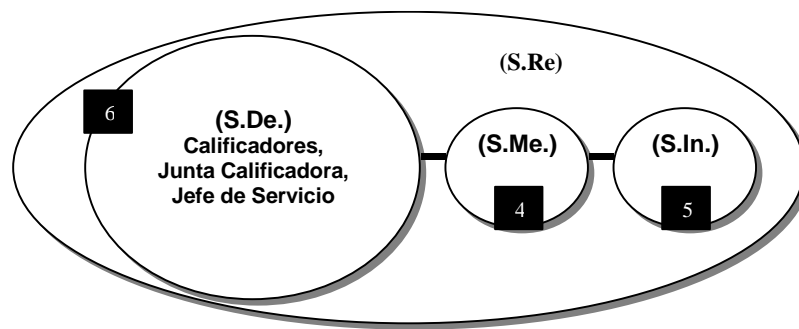 (S.Re)
6
(S.De.)
Calificadores,
Junta Calificadora,
Jefe de Servicio
(S.Me.)
4
(S.In.)
5